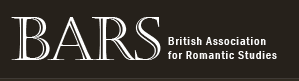 BARS
British Association
for Romantic Studies